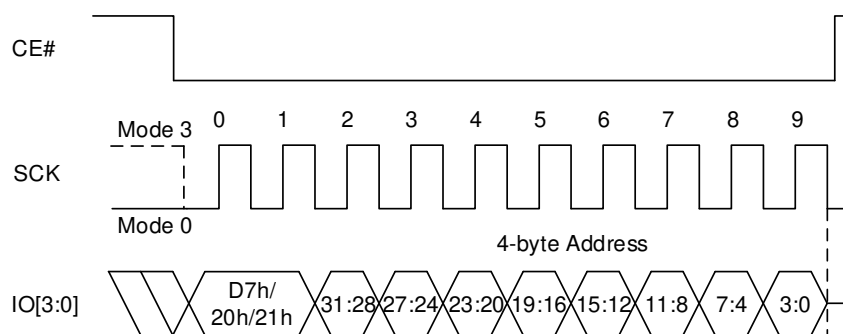 CE#
Mode 3
0 1 2 3 4 5 6 7 8 9
SCK
Mode 0
4-byte Address
IO[3:0]
D7h/
20h/21h
31:28 27:24 23:20 19:16 15:12 11:8 7:4 3:0